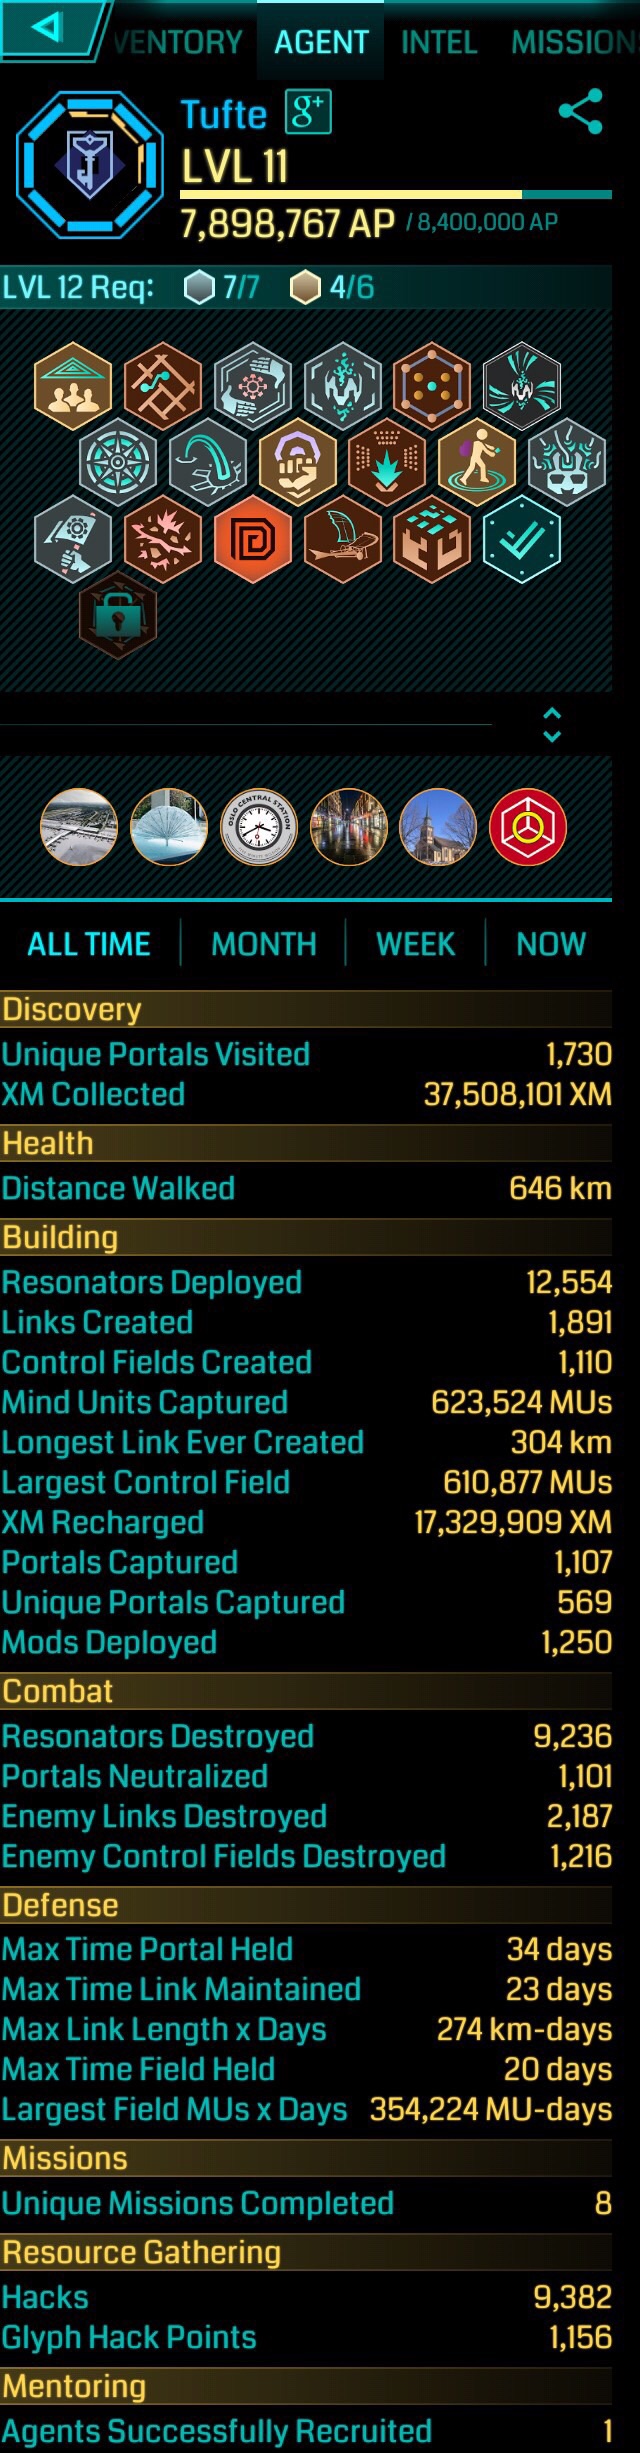 VENTORY AGENT INTEL MISSION
Tufte g+
LVL 11
7,898,767 AP / 8,400,000 AP
LVL 12 Req: 7/7 4/6
OSLO CENTRAL STATION
ALL TIME MONTH WEEK NOW
Discovery
Unique Portals Visited 1,730
XM Collected 37,508,101 XM
Health
Distance Walked 646 km
Building
Resonators Deployed 12,554
Links Created 1,891
Control Fields Created 1,110
Mind Units Captured 623,524 MUs
Longest Link Ever Created 304 km
Largest Control Field 610,877 MUs
XM Recharged 17,329,909 XM
Portals Captured 1,107
Unique Portals Captured 569
Mods Deployed 1,250
Combat
Resonators Destroyed 9,236
Portals Neutralized 1,101
Enemy Links Destroyed 2,187
Enemy Control Fields Destroyed 1,216
Defense
Max Time Portal Held 34 days
Max Time Link Maintained 23 days
Max Link Length x Days 274 km-days
Max Time Field Held 20 days
Largest Field MUs x Days 354,224 MU-days
Missions
Unique Missions Completed 8
Resource Gathering
Hacks 9,382
Glyph Hack Points 1,156
Mentoring
Agents Successfully Recruited 1